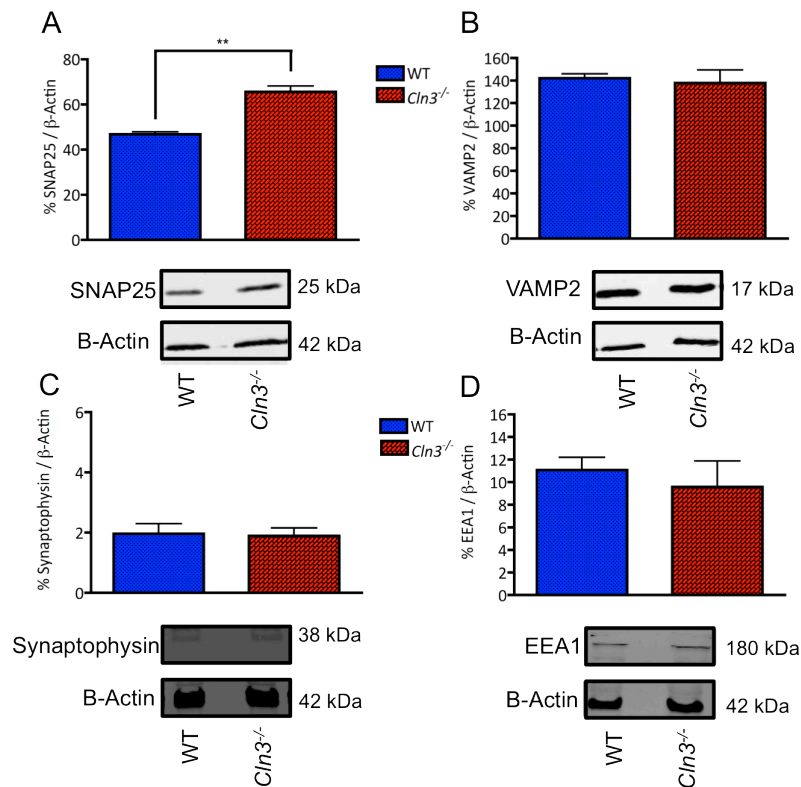 A
% SNAP25 / β-Actin
80
60
40
20
0
**
WT
Cln3-/-
SNAP25
25 kDa
B-Actin
42 kDa
WT
Cln3-/-
B
% VAMP2 / β-Actin
160
140
120
100
80
60
40
20
0
VAMP2
17 kDa
B-Actin
42 kDa
WT
Cln3-/-
C
% Synaptophysin / β-Actin
6
4
2
0
WT
Cln3-/-
Synaptophysin
38 kDa
B-Actin
42 kDa
WT
Cln3-/-
D
% EEA1 / β-Actin
16
14
12
10
8
6
4
2
0
EEA1
180 kDa
B-Actin
42 kDa
WT
Cln3-/-